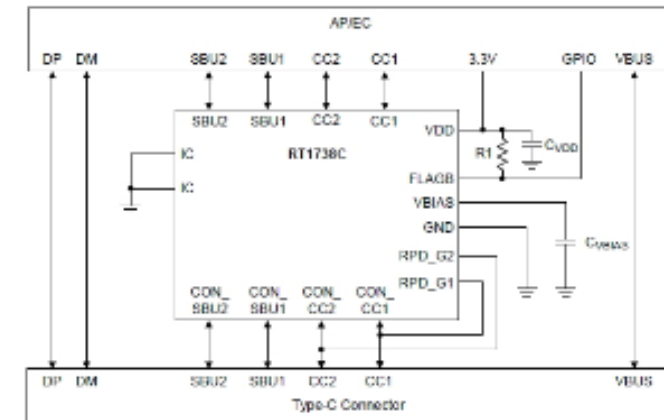 AP/EC
DP DM SBU2 SBU1 CC2 CC1 3.3V GPIO VBUS
SBU2 SBU1 CC2 CC1
VDD
IC RT1738C R1 CVDD
FLAGB
IC
VBIAS
GND
CVBIAS
RPD_G2
RPD_G1
CON_ CON_ CON_ CON_
SBU2 SBU1 CC2 CC1
DP DM SBU2 SBU1 CC2 CC1 VBUS
Type-C Connector